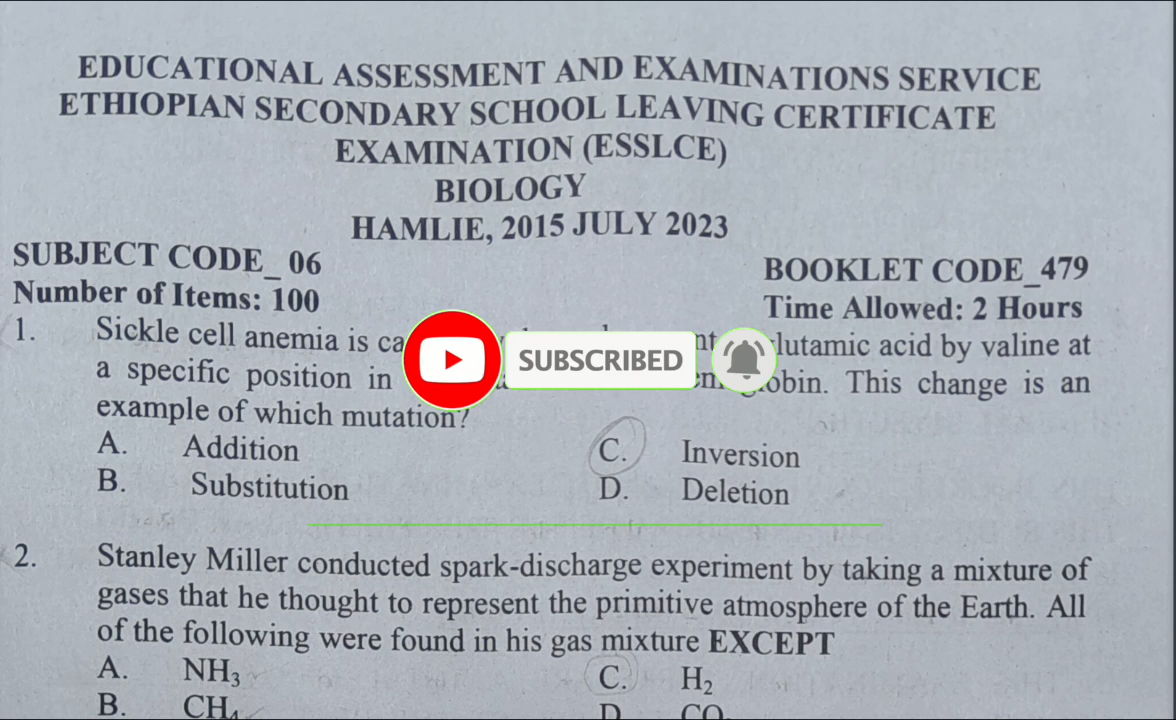 EDUCATIONAL ASSESSMENT AND EXAMINATIONS SERVICE
ETHIOPIAN SECONDARY SCHOOL LEAVING CERTIFICATE
EXAMINATION (ESSLCE)
BIOLOGY
HAMLIE, 2015 JULY 2023
SUBJECT CODE_ 06
BOOKLET CODE_479
Number of Items: 100
Time Allowed: 2 Hours
1. Sickle cell anemia is lutamic acid by valine at
a specific position in This change is an
SUBSCRIBED
example of which mutation?
A. Addition C. Inversion
B. Substitution D. Deletion
2. Stanley Miller conducted spark-discharge experiment by taking a mixture of
gases that he thought to represent the primitive atmosphere of the Earth. All
of the following were found in his gas mixture EXCEPT
A. NH₃ C. H₂
B. CH₄ D